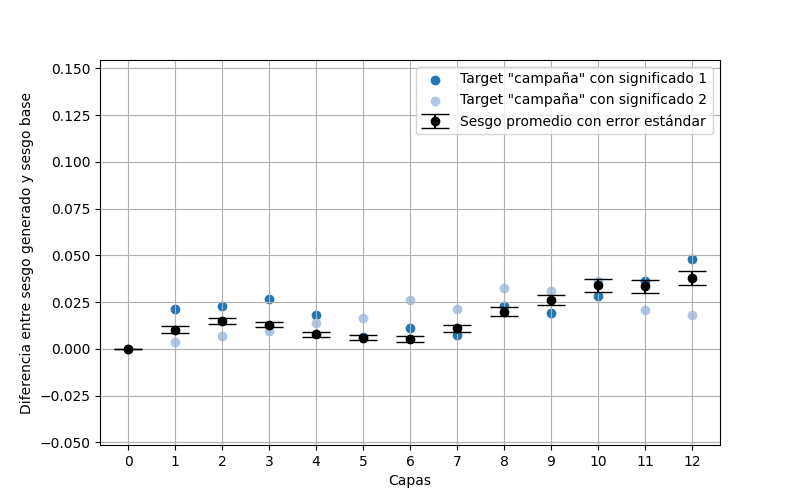 0.150
0.125
0.100
0.075
0.050
0.025
0.000
−0.025
−0.050
Diferencia entre sesgo generado y sesgo base
Target "campaña" con significado 1
Target "campaña" con significado 2
Sesgo promedio con error estándar
0 1 2 3 4 5 6 7 8 9 10 11 12
Capas